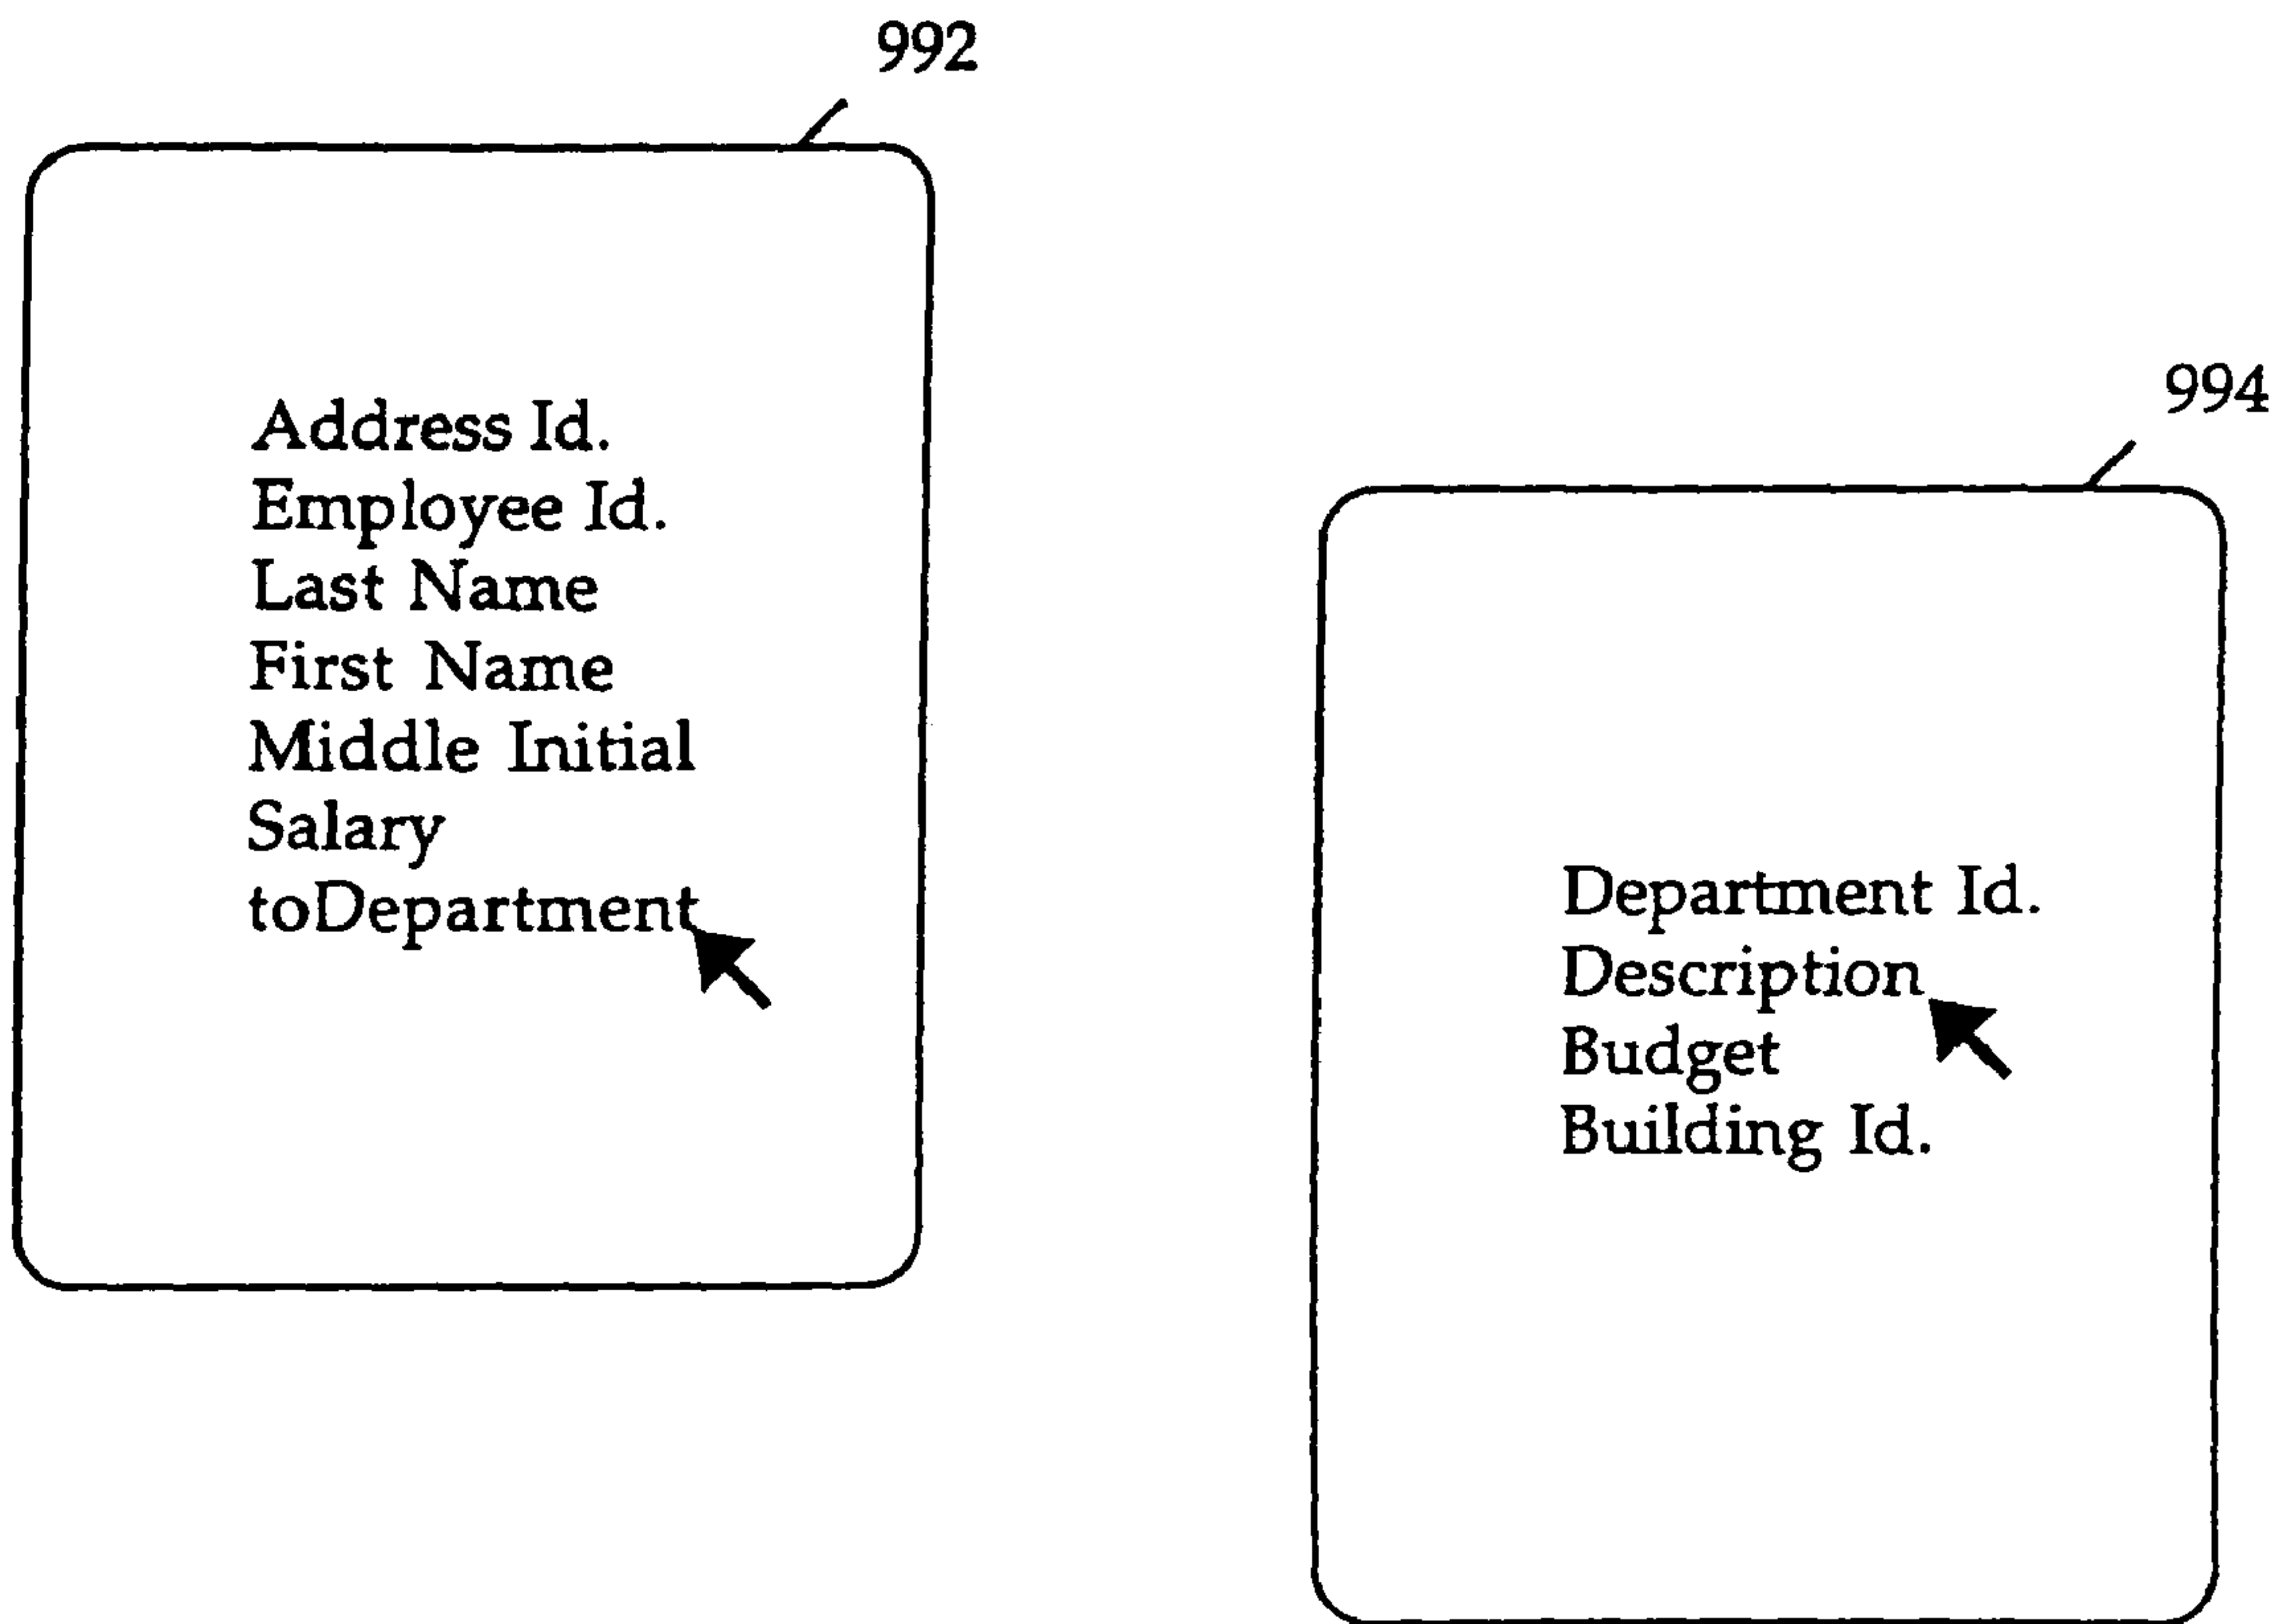 992
Address Id.
Employee Id.
Last Name
First Name
Middle Initial
Salary
toDepartment
994
Department Id.
Description
Budget
Building Id.